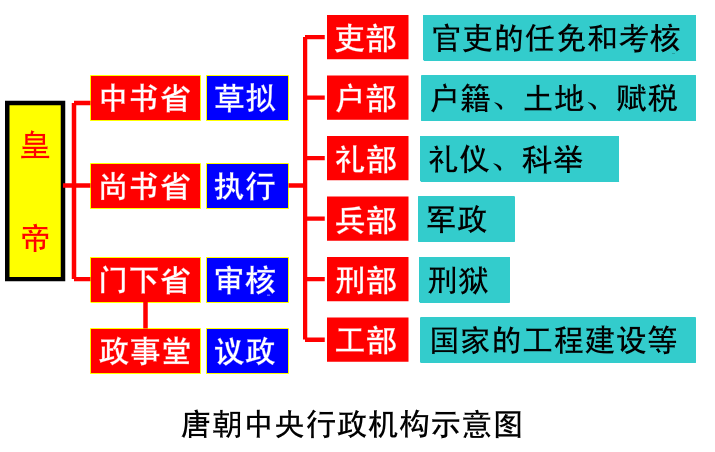 皇帝
中书省 草拟
尚书省 执行
门下省 审核
政事堂 议政
吏部 官吏的任免和考核
户部 户籍、土地、赋税
礼部 礼仪、科举
兵部 军政
刑部 刑狱
工部 国家的工程建设等
唐朝中央行政机构示意图